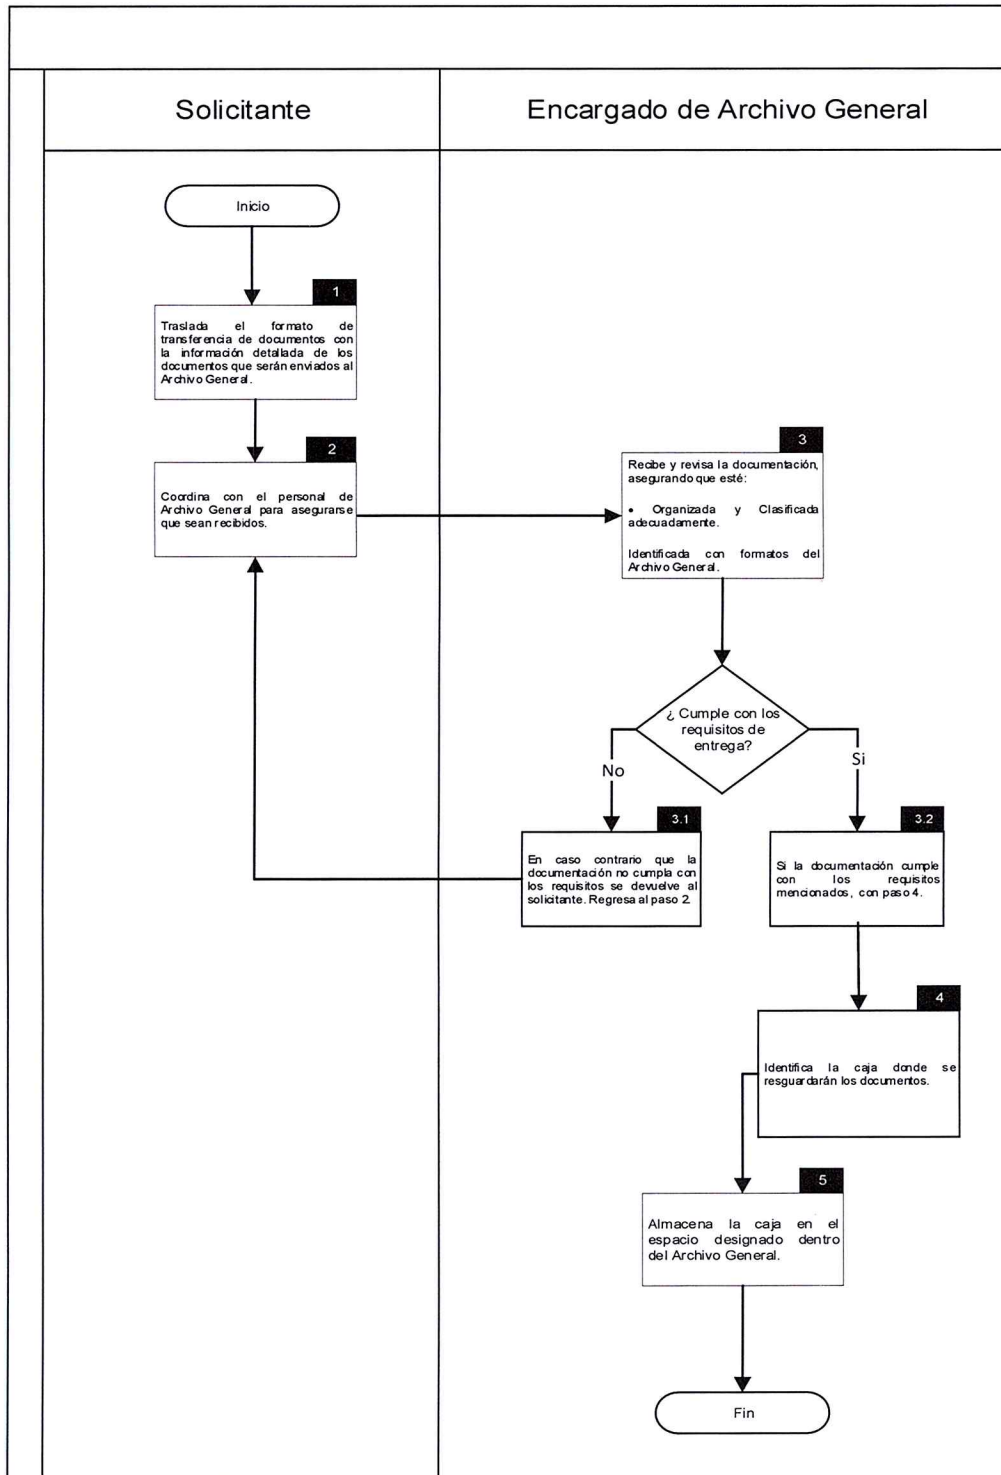 Solicitante
Encargado de Archivo General
Inicio
1
Traslada el formato de
transferencia de documentos con
la información detallada de los
documentos que serán enviados al
Archivo General.
2
Coordina con el personal de
Archivo General para asegurarse
que sean recibidos.
3
Recibe y revisa la documentación,
asegurando que esté:
• Organizada y Clasificada
adecuadamente.
Identificada con formatos del
Archivo General.
¿ Cumple con los
requisitos de
entrega?
No
Si
3.1
En caso contrario que la
documentación no cumpla con
los requisitos se devuelve al
solicitante. Regresa al paso 2.
3.2
Si la documentación cumple
con los requisitos
mencionados, con paso 4.
4
Identifica la caja donde se
resguardarán los documentos.
5
Almacena la caja en el
espacio designado dentro
del Archivo General.
Fin